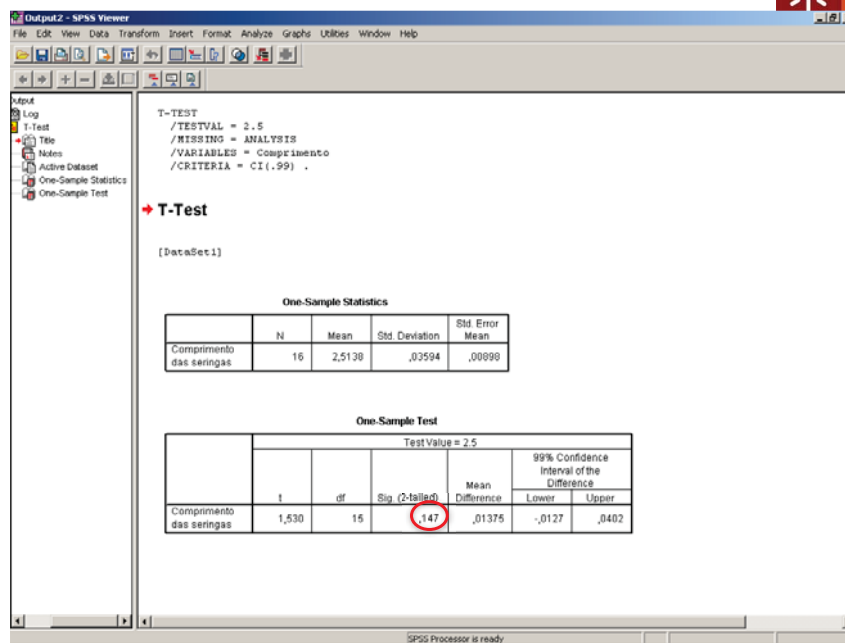 Output2 - SPSS Viewer
File Edit View Data Transform Insert Format Analyze Graphs Utilities Window Help
Output
Log
T-Test
Title
Notes
Active Dataset
One-Sample Statistics
One-Sample Test
T-TEST
/TESTVAL = 2.5
/MISSING = ANALYSIS
/VARIABLES = Comprimento
/CRITERIA = CI(.99) .
T-Test
[DataSet1]
One-Sample Statistics
N Mean Std. Deviation Std. Error Mean
Comprimento das seringas 16 2,5138 ,03594 ,00898
One-Sample Test
Test Value = 2.5
t df Sig. (2-tailed) Mean Difference 99% Confidence Interval of the Difference Lower Upper
Comprimento das seringas 1,530 15 ,147 ,01375 -,0127 ,0402
SPSS Processor is ready